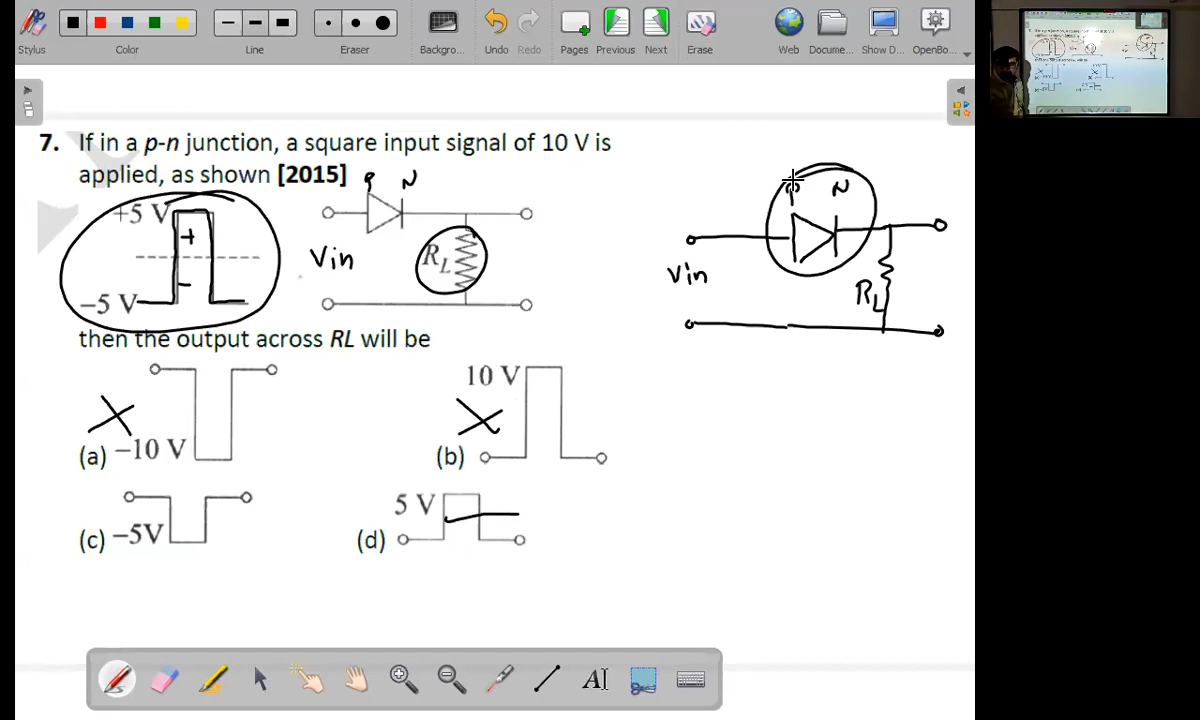 Stylus Color Line Eraser Backgro... Undo Redo Pages Previous Next Erase Web Docume... Show D... OpenBo...
7. If in a p-n junction, a square input signal of 10 V is
applied, as shown [2015]
P N
+5 V
+
Vin
RL
−5 V
−
P N
Vin
RL
then the output across RL will be
(a) −10 V
(b) 10 V
(c) −5V
(d) 5 V
AI